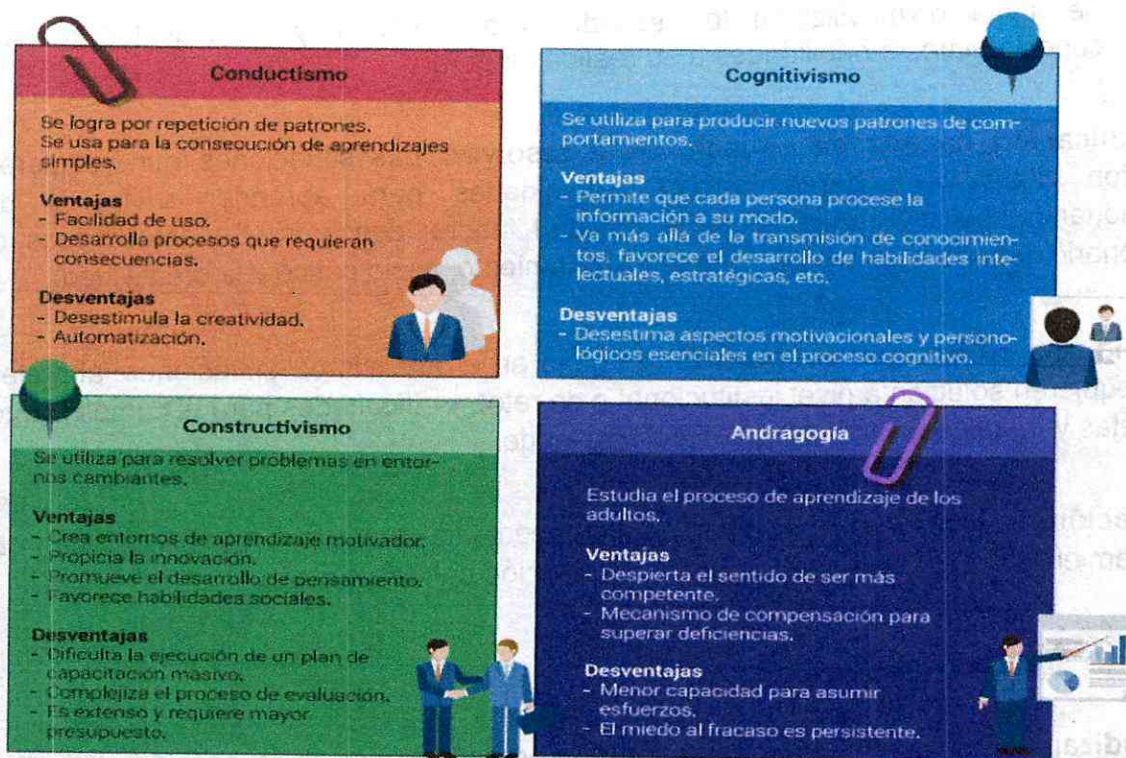 Conductismo
Se logra por repetición de patrones.
Se usa para la consecución de aprendizajes
simples.
Ventajas
- Facilidad de uso.
- Desarrolla procesos que requieran
consecuencias.
Desventajas
- Desestimula la creatividad.
- Automatización.
Cognitivismo
Se utiliza para producir nuevos patrones de com-
portamientos.
Ventajas
- Permite que cada persona procese la
información a su modo.
- Va más allá de la transmisión de conocimien-
tos, favorece el desarrollo de habilidades inte-
lectuales, estratégicas, etc.
Desventajas
- Desestima aspectos motivacionales y persono-
lógicos esenciales en el proceso cognitivo.
Constructivismo
Se utiliza para resolver problemas en entor-
nos cambiantes.
Ventajas
- Crea entornos de aprendizaje motivador.
- Propicia la innovación.
- Promueve el desarrollo de pensamiento.
- Favorece habilidades sociales.
Desventajas
- Dificulta la ejecución de un plan de
capacitación masivo.
- Complejiza el proceso de evaluación.
- Es extenso y requiere mayor
presupuesto.
Andragogía
Estudia el proceso de aprendizaje de los
adultos.
Ventajas
- Despierta el sentido de ser más
competente.
- Mecanismo de compensación para
superar deficiencias.
Desventajas
- Menor capacidad para asumir
esfuerzos.
- El miedo al fracaso es persistente.